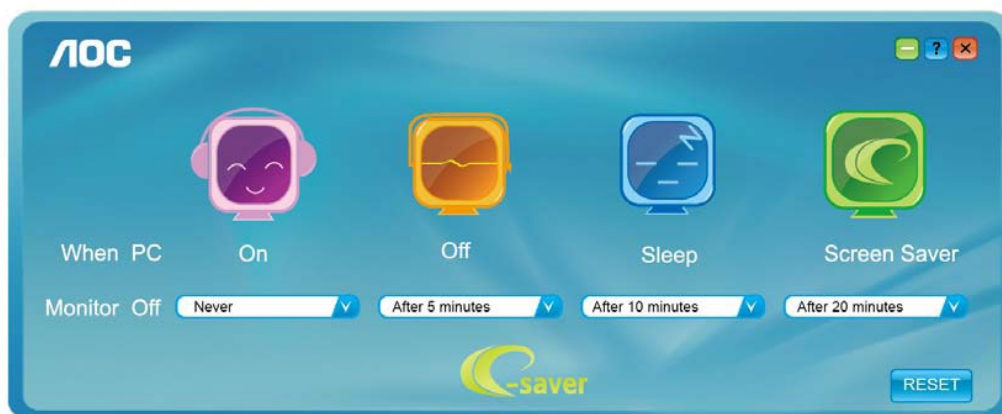 AOC
?
When PC On Off Sleep Screen Saver
Monitor Off Never After 5 minutes After 10 minutes After 20 minutes
e-saver
RESET